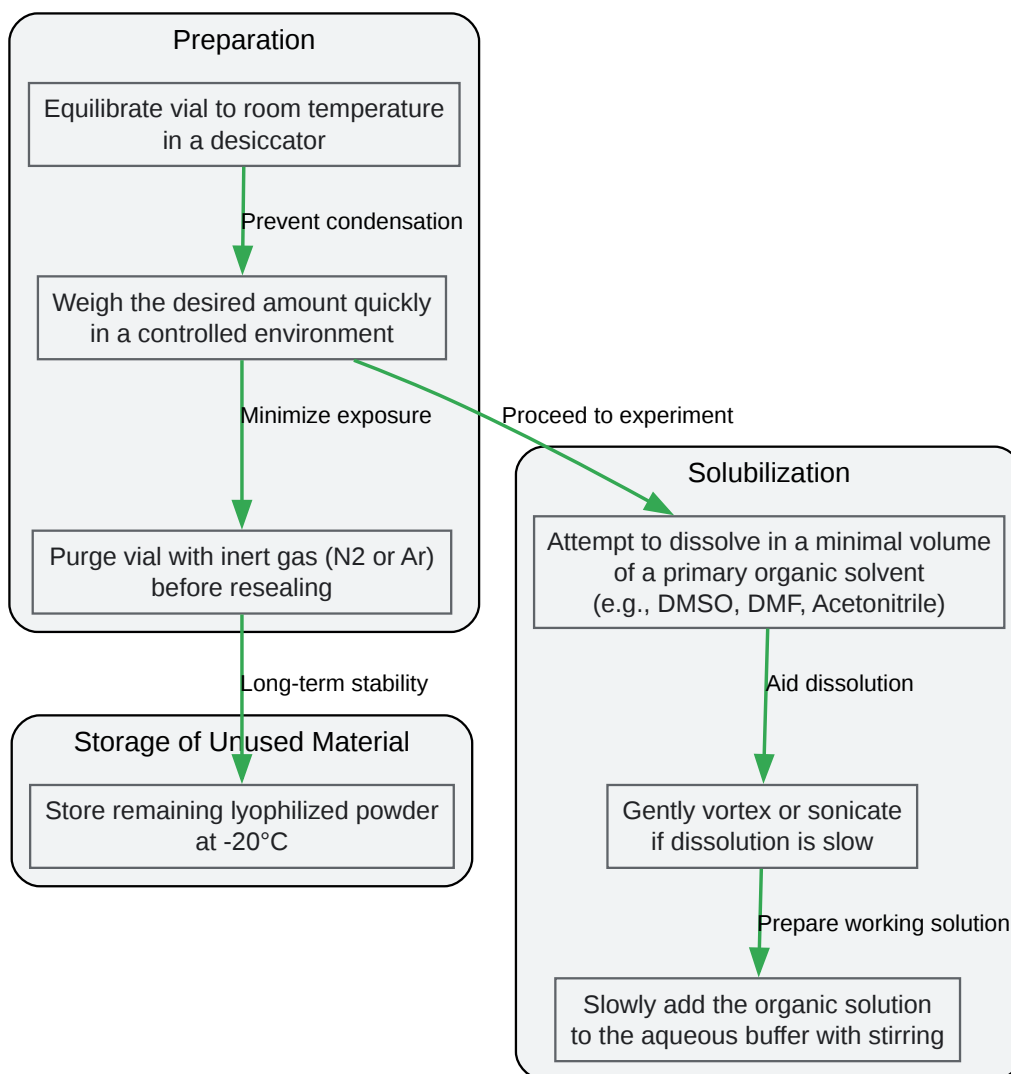 Preparation
Equilibrate vial to room temperature
in a desiccator
Prevent condensation
Weigh the desired amount quickly
in a controlled environment
Minimize exposure
Proceed to experiment
Purge vial with inert gas (N2 or Ar)
before resealing
Long-term stability
Storage of Unused Material
Store remaining lyophilized powder
at -20°C
Solubilization
Attempt to dissolve in a minimal volume
of a primary organic solvent
(e.g., DMSO, DMF, Acetonitrile)
Aid dissolution
Gently vortex or sonicate
if dissolution is slow
Prepare working solution
Slowly add the organic solution
to the aqueous buffer with stirring